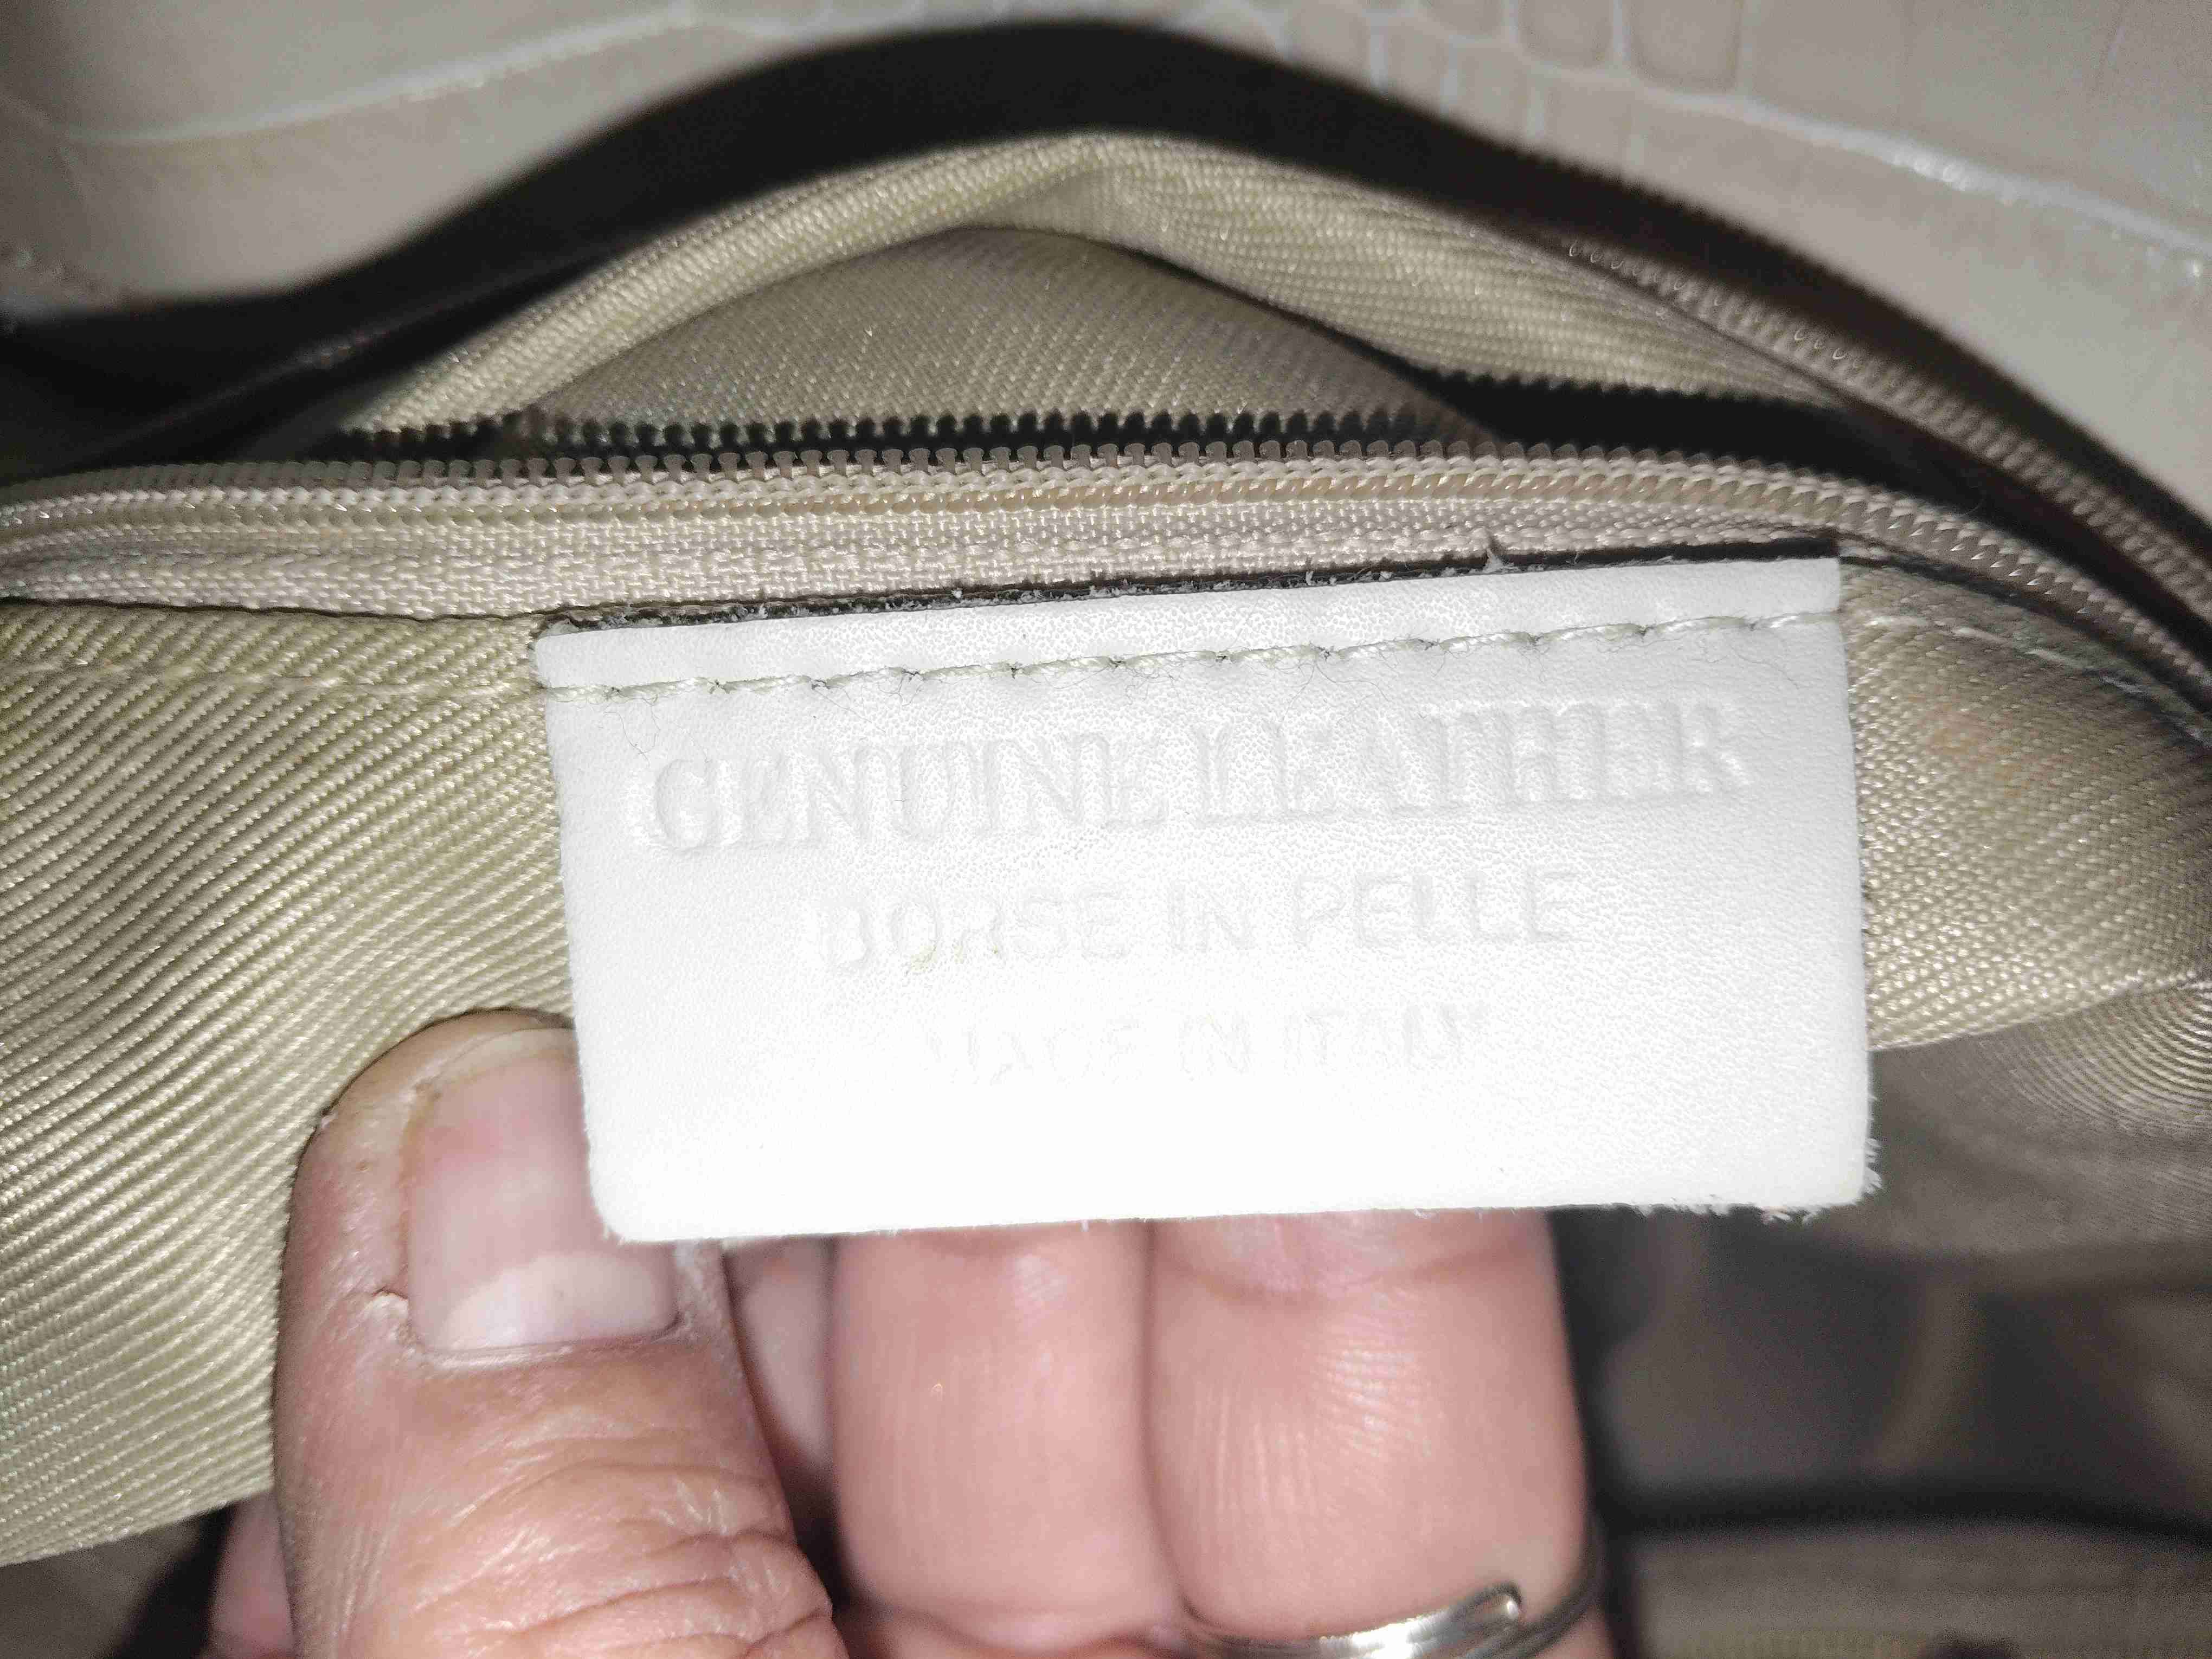 GENUINE LEATHER
BORSE IN PELLE
MADE IN ITALY